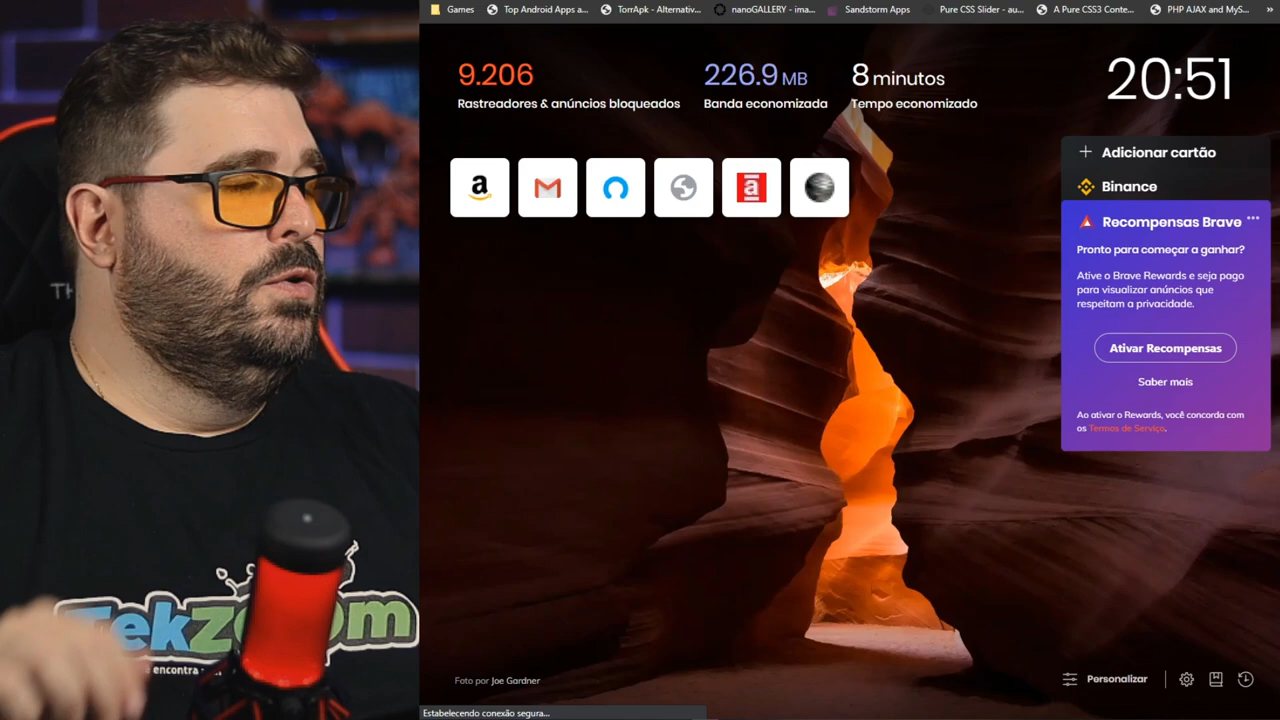 Games
Top Android Apps a...
TorrApk - Alternativ...
nanoGALLERY - ima...
Sandstorm Apps
Pure CSS Slider - au...
A Pure CSS3 Conte...
PHP AJAX and MyS...
»
9.206
Rastreadores & anúncios bloqueados
226.9 MB
Banda economizada
8 minutos
Tempo economizado
20:51
Adicionar cartão
Binance
Recompensas Brave
Pronto para começar a ganhar?
Ative o Brave Rewards e seja pago
para visualizar anúncios que
respeitam a privacidade.
Ativar Recompensas
Saber mais
Ao ativar o Rewards, você concorda com
os Termos de Serviço.
Foto por Joe Gardner
Personalizar
Estabelecendo conexão segura...
TH